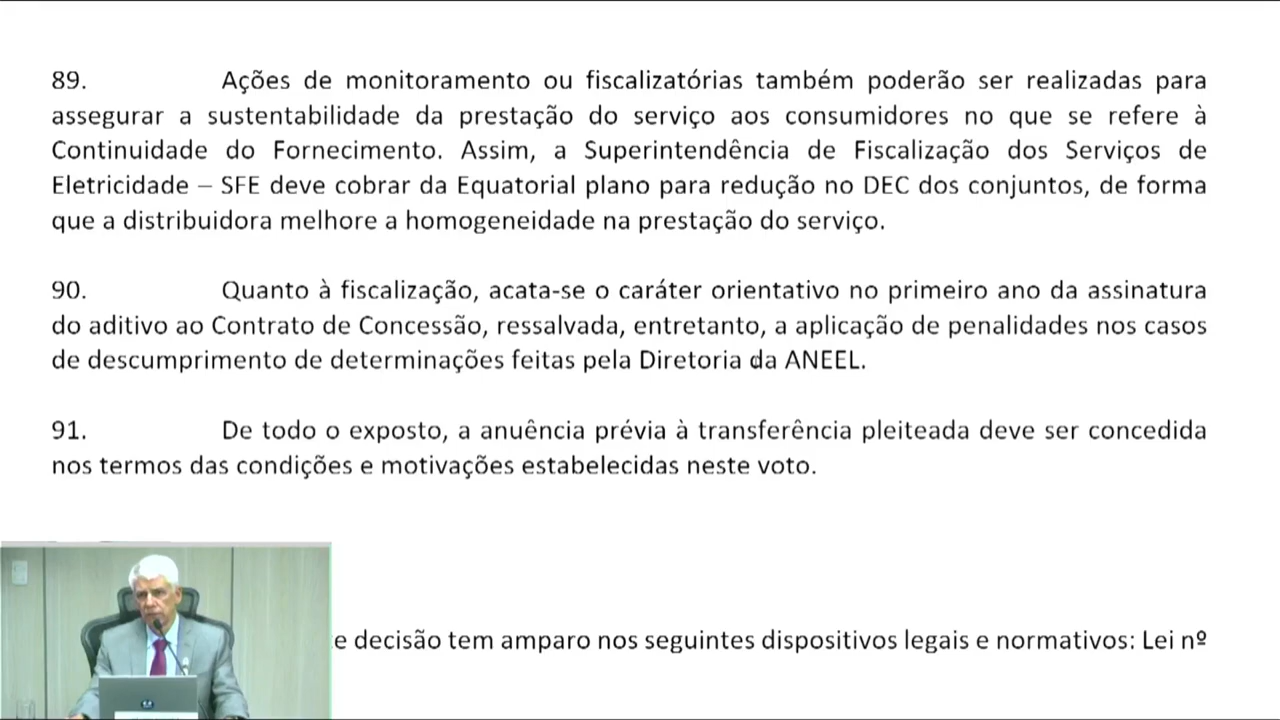 89. Ações de monitoramento ou fiscalizatórias também poderão ser realizadas para
assegurar a sustentabilidade da prestação do serviço aos consumidores no que se refere à
Continuidade do Fornecimento. Assim, a Superintendência de Fiscalização dos Serviços de
Eletricidade – SFE deve cobrar da Equatorial plano para redução no DEC dos conjuntos, de forma
que a distribuidora melhore a homogeneidade na prestação do serviço.
90. Quanto à fiscalização, acata-se o caráter orientativo no primeiro ano da assinatura
do aditivo ao Contrato de Concessão, ressalvada, entretanto, a aplicação de penalidades nos casos
de descumprimento de determinações feitas pela Diretoria da ANEEL.
91. De todo o exposto, a anuência prévia à transferência pleiteada deve ser concedida
nos termos das condições e motivações estabelecidas neste voto.
e decisão tem amparo nos seguintes dispositivos legais e normativos: Lei nº